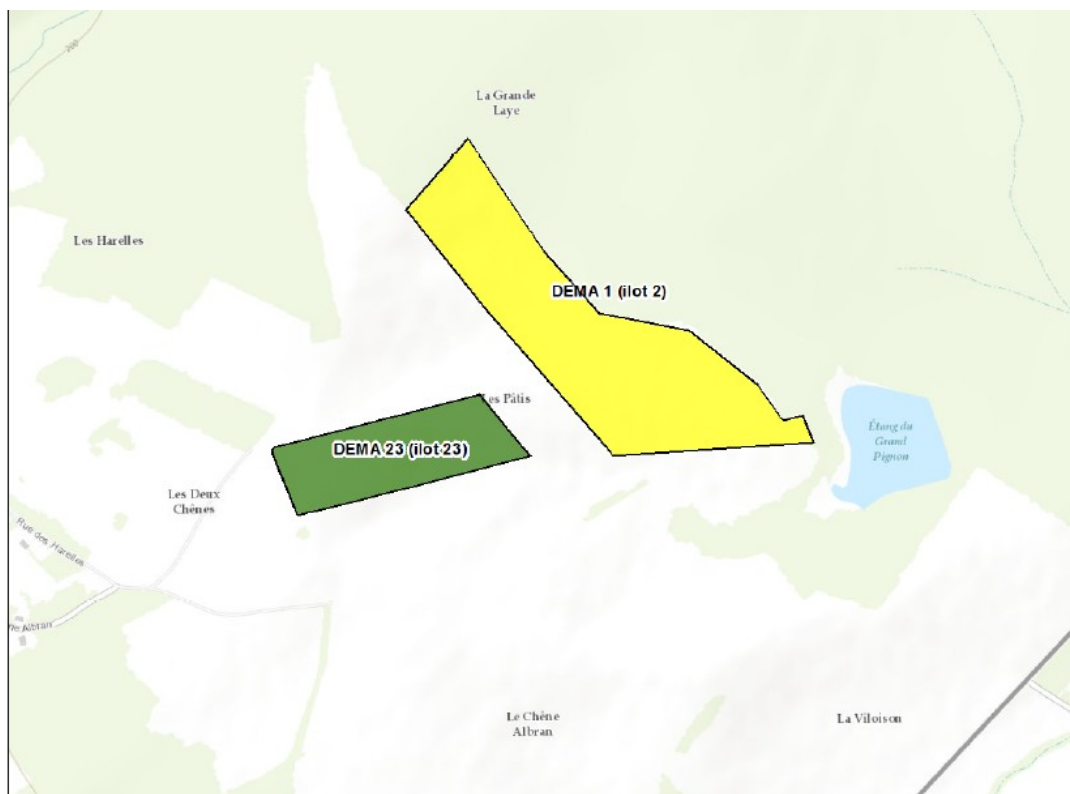 200
La Grande
Laye
Les Harelles
DEMA 1 (ilot 2)
Les Pâtis
Étang du
Grand
Pignon
DEMA 23 (ilot 23)
Les Deux
Chênes
Rue des Harelles
Albran
Le Chêne
Albran
La Viloison